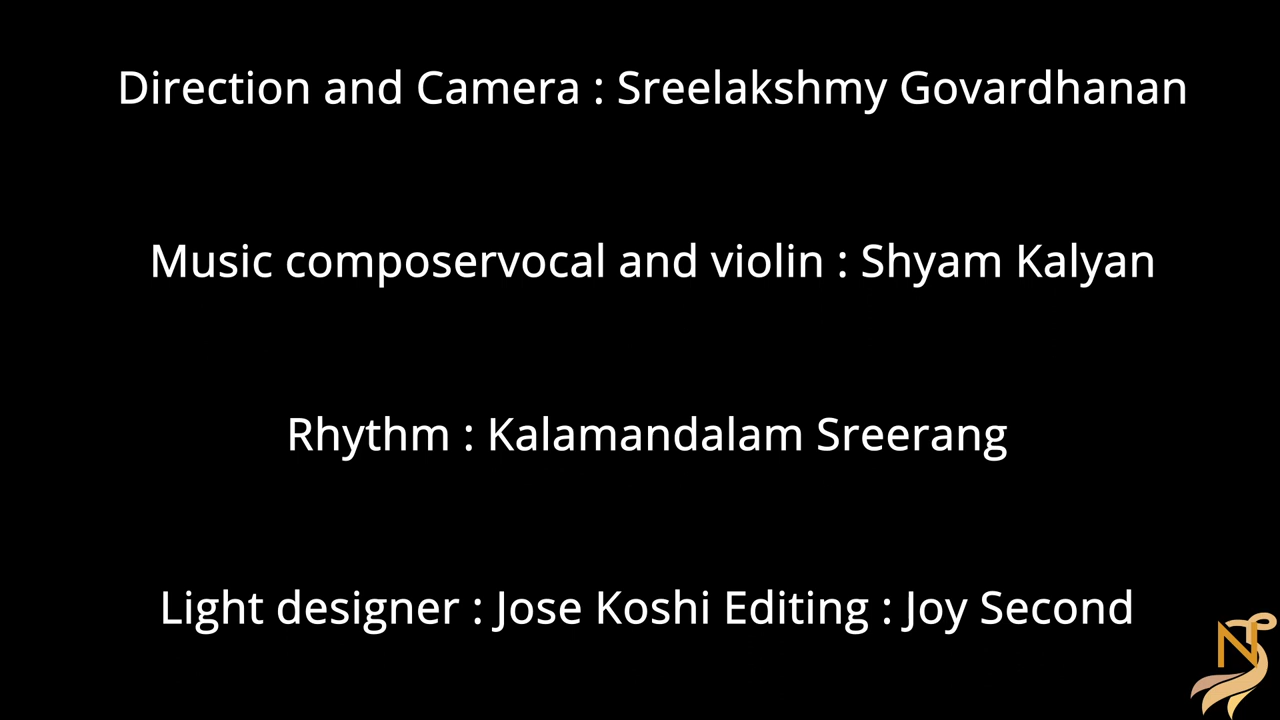 Direction and Camera : Sreelakshmy Govardhanan
Music composervocal and violin : Shyam Kalyan
Rhythm : Kalamandalam Sreerang
Light designer : Jose Koshi Editing : Joy Second
N